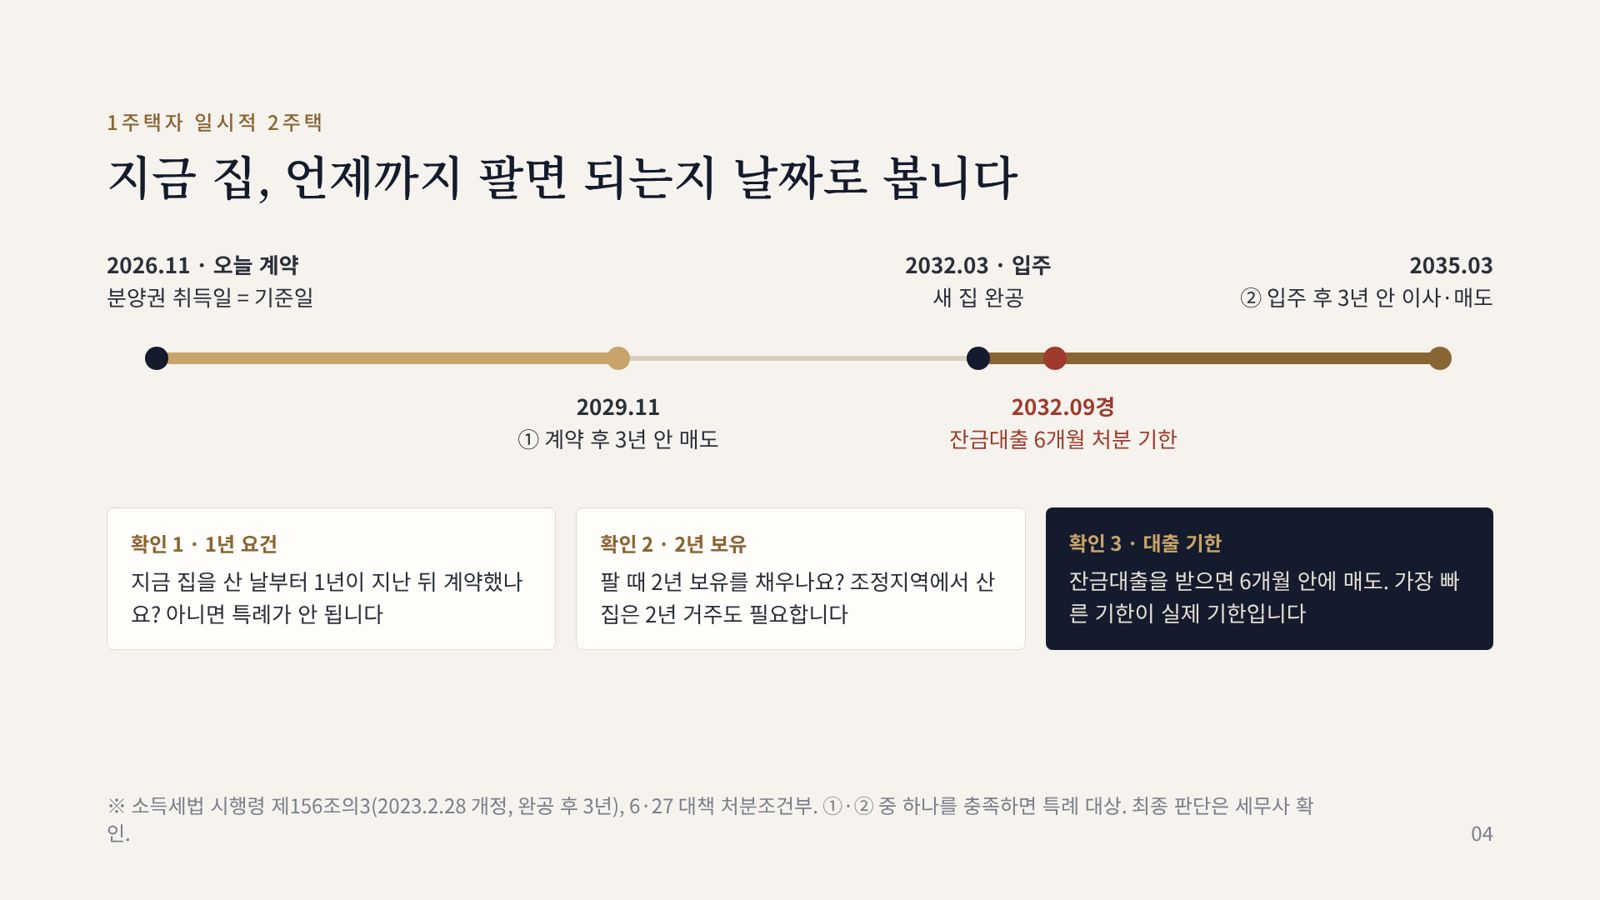 1주택자 일시적 2주택
지금 집, 언제까지 팔면 되는지 날짜로 봅니다
2026.11 · 오늘 계약
분양권 취득일 = 기준일
2032.03 · 입주
새 집 완공
2035.03
② 입주 후 3년 안 이사·매도
2029.11
① 계약 후 3년 안 매도
2032.09경
잔금대출 6개월 처분 기한
확인 1 · 1년 요건
지금 집을 산 날부터 1년이 지난 뒤 계약했나
요? 아니면 특례가 안 됩니다
확인 2 · 2년 보유
팔 때 2년 보유를 채우나요? 조정지역에서 산
집은 2년 거주도 필요합니다
확인 3 · 대출 기한
잔금대출을 받으면 6개월 안에 매도. 가장 빠
른 기한이 실제 기한입니다
※ 소득세법 시행령 제156조의3(2023.2.28 개정, 완공 후 3년), 6·27 대책 처분조건부. ①·② 중 하나를 충족하면 특례 대상. 최종 판단은 세무사 확
인.
04